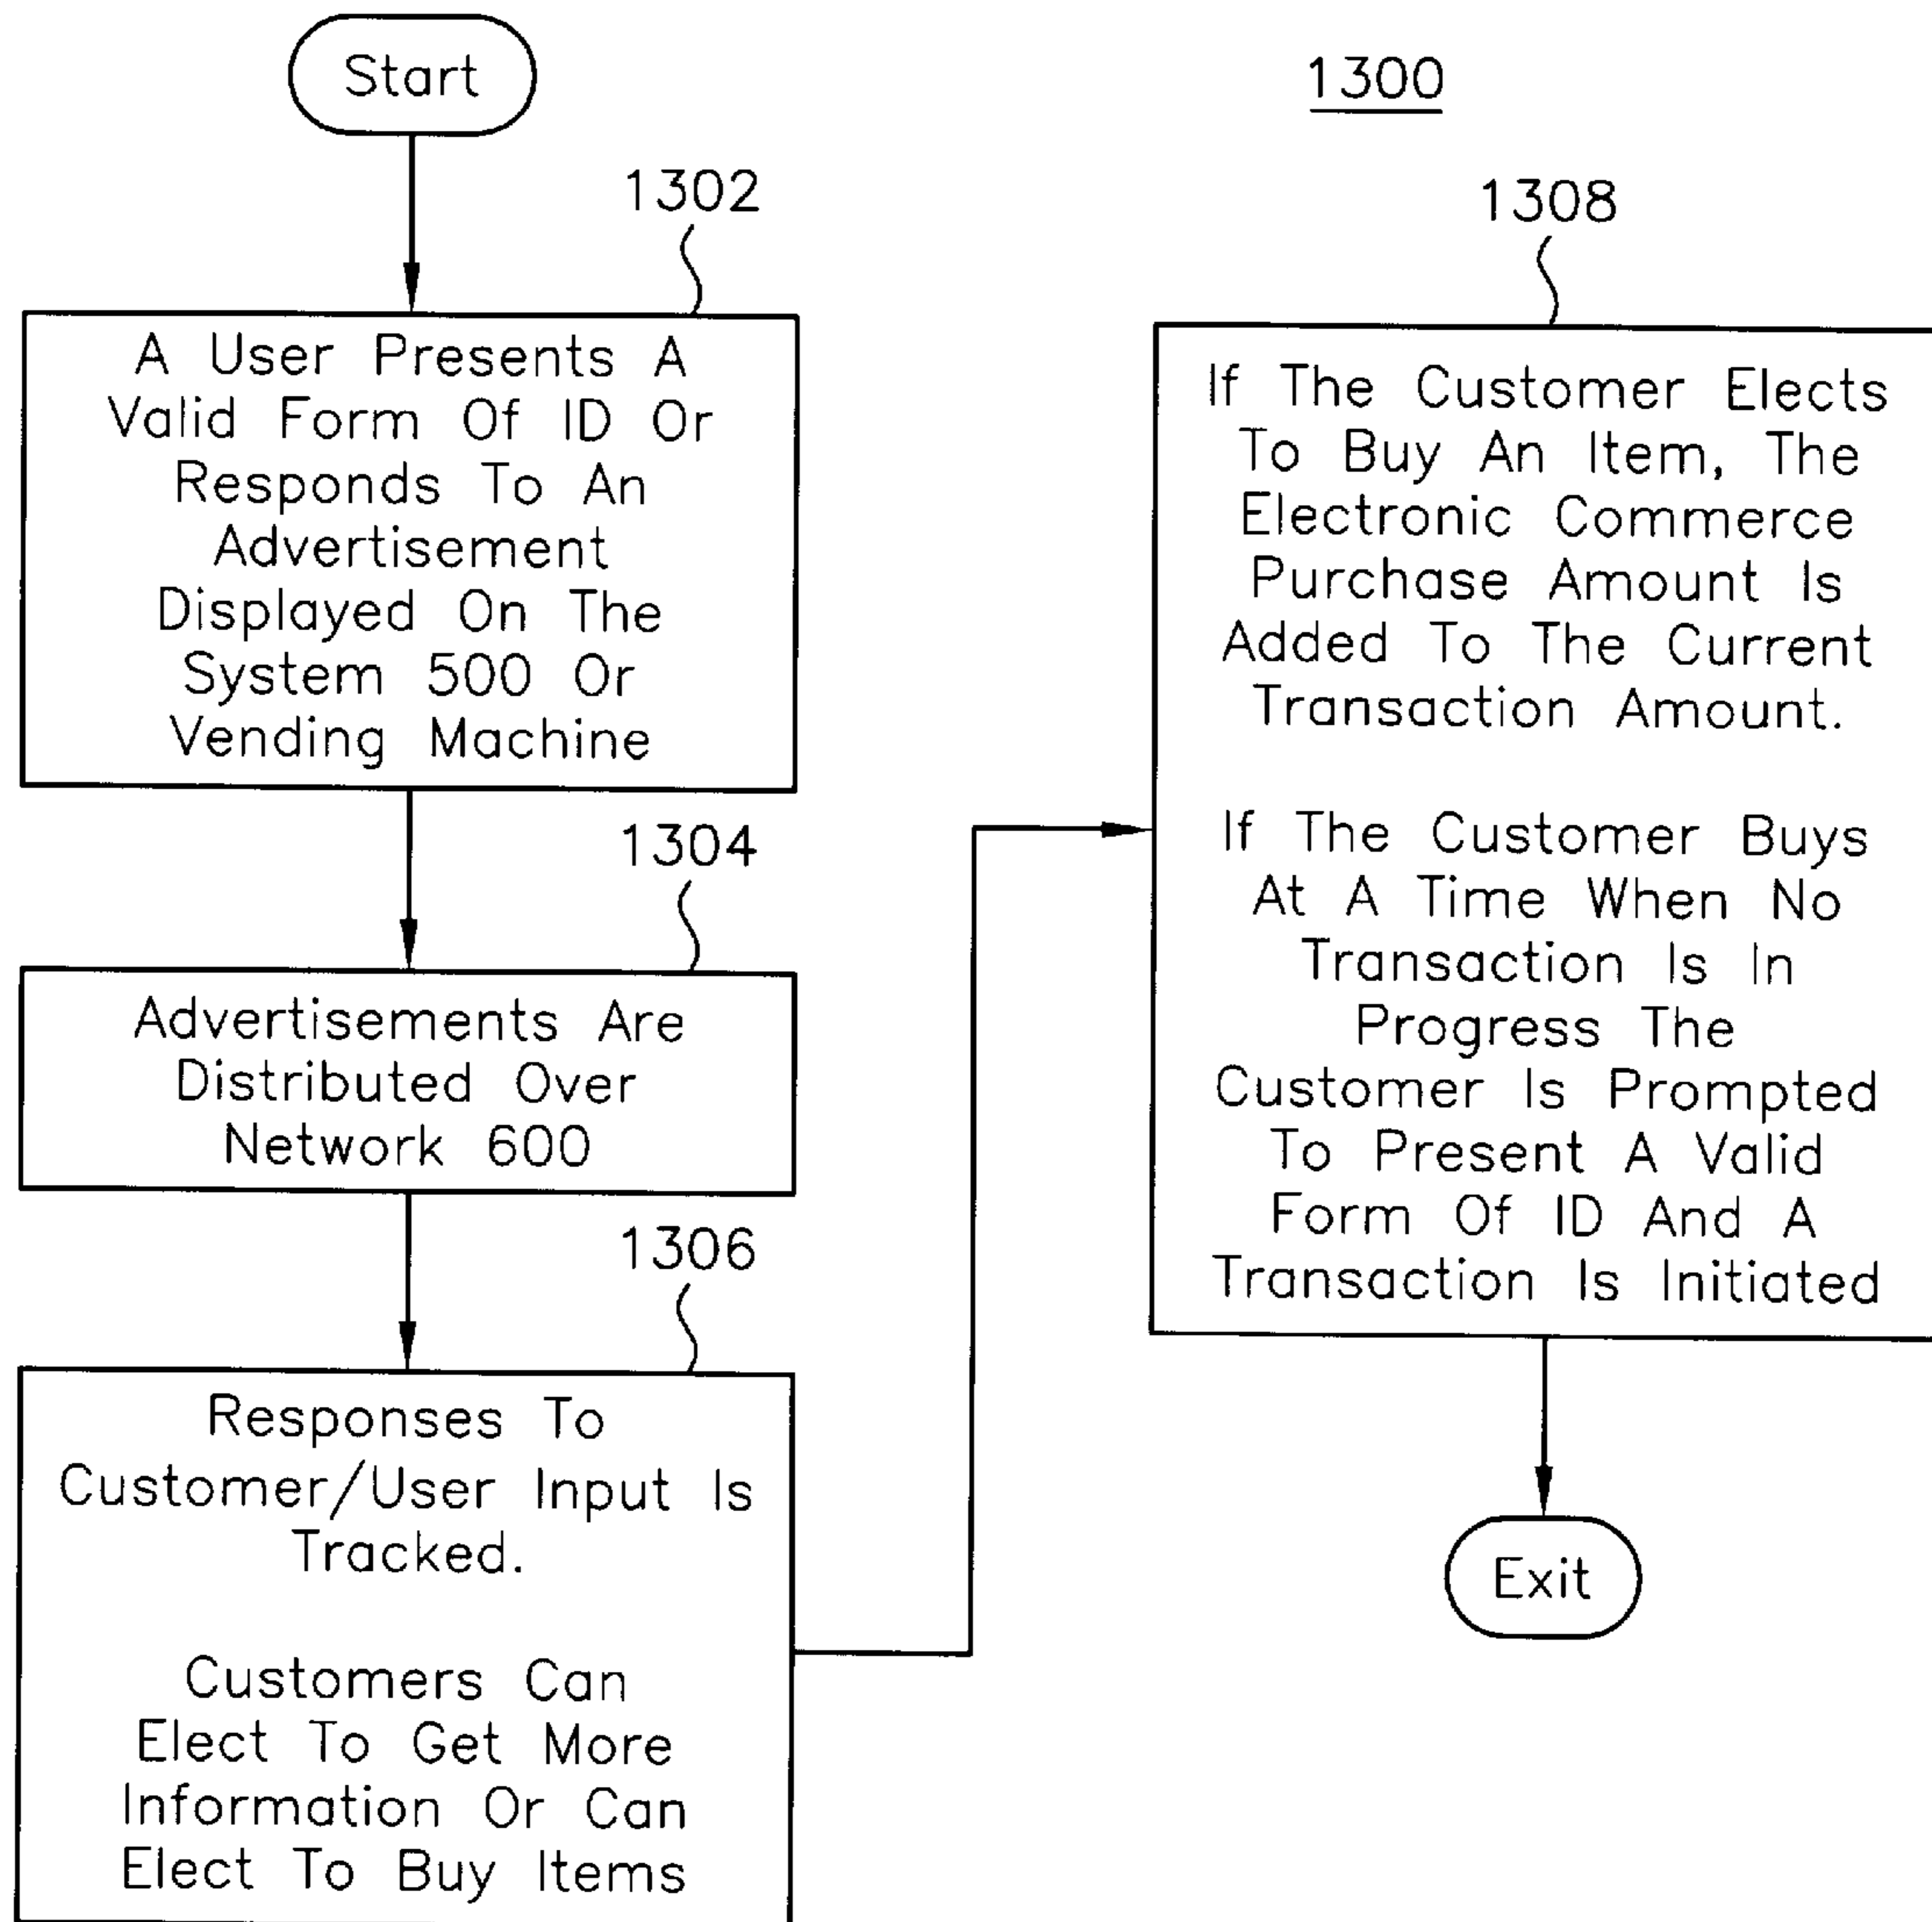 Start
1300
1302
A User Presents A
Valid Form Of ID Or
Responds To An
Advertisement
Displayed On The
System 500 Or
Vending Machine
1304
Advertisements Are
Distributed Over
Network 600
1306
Responses To
Customer/User Input Is
Tracked.
Customers Can
Elect To Get More
Information Or Can
Elect To Buy Items
1308
If The Customer Elects
To Buy An Item, The
Electronic Commerce
Purchase Amount Is
Added To The Current
Transaction Amount.
If The Customer Buys
At A Time When No
Transaction Is In
Progress The
Customer Is Prompted
To Present A Valid
Form Of ID And A
Transaction Is Initiated
Exit